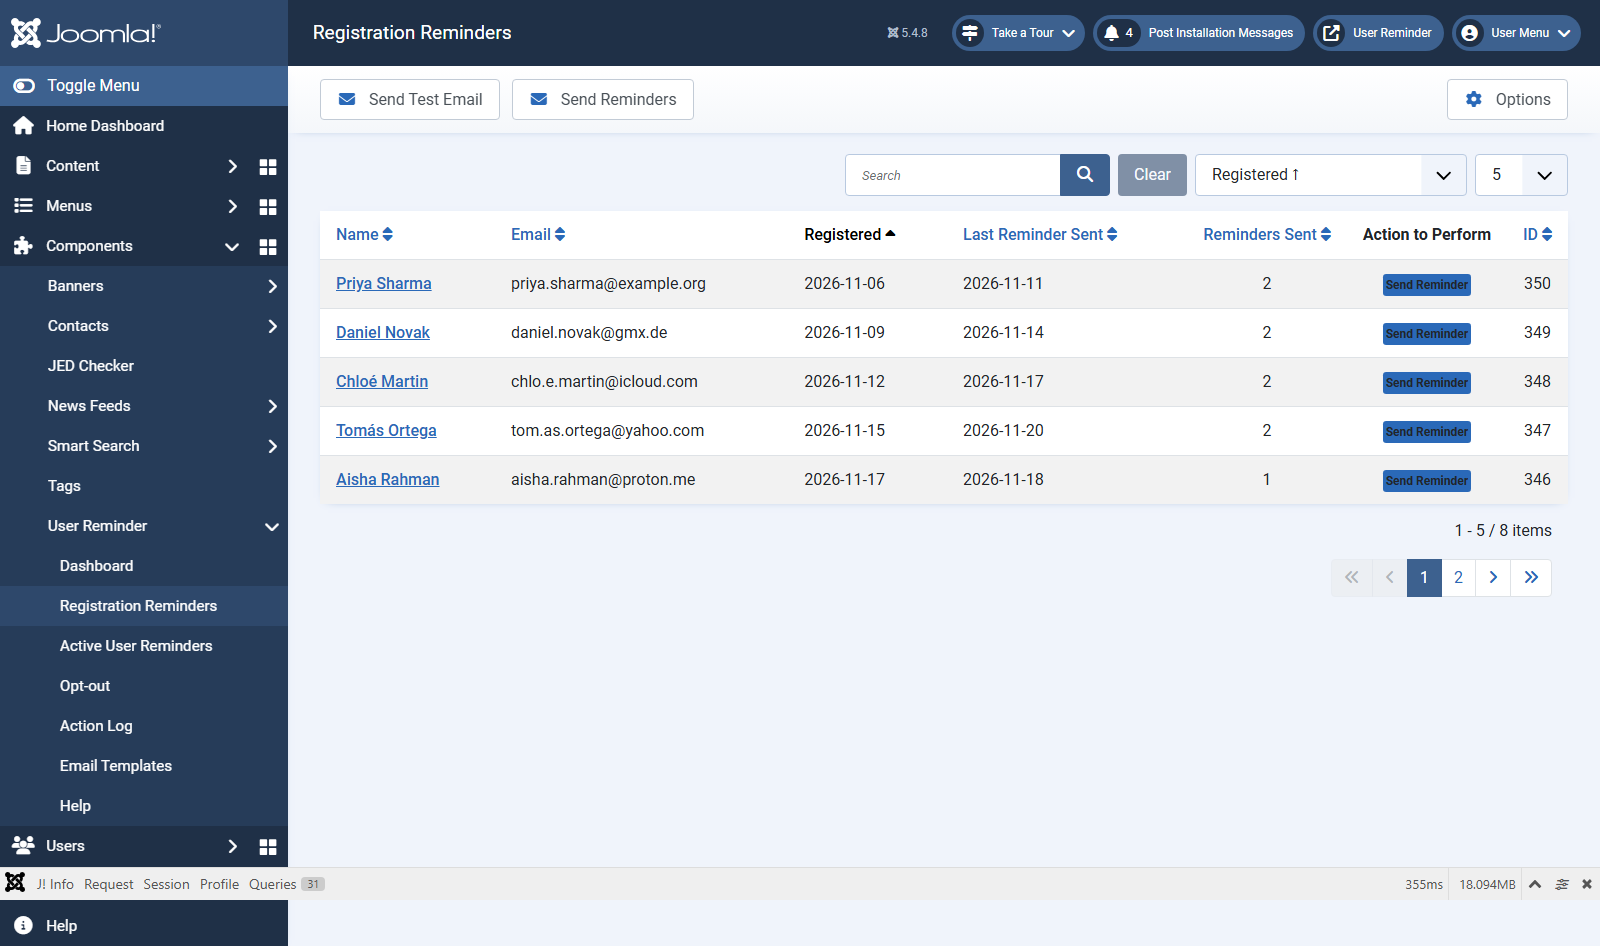 Joomla!®
Registration Reminders
5.4.8
Take a Tour
4
Post Installation Messages
User Reminder
User Menu
Toggle Menu
Home Dashboard
Content
Menus
Components
Banners
Contacts
JED Checker
News Feeds
Smart Search
Tags
User Reminder
Dashboard
Registration Reminders
Active User Reminders
Opt-out
Action Log
Email Templates
Help
Users
Help
Send Test Email
Send Reminders
Options
Search
Clear
Registered ↑
5
Name Email Registered Last Reminder Sent Reminders Sent Action to Perform ID
Priya Sharma priya.sharma@example.org 2026-11-06 2026-11-11 2 Send Reminder 350
Daniel Novak daniel.novak@gmx.de 2026-11-09 2026-11-14 2 Send Reminder 349
Chloé Martin chlo.e.martin@icloud.com 2026-11-12 2026-11-17 2 Send Reminder 348
Tomás Ortega tom.as.ortega@yahoo.com 2026-11-15 2026-11-20 2 Send Reminder 347
Aisha Rahman aisha.rahman@proton.me 2026-11-17 2026-11-18 1 Send Reminder 346
1 - 5 / 8 items
1 2
J! Info Request Session Profile Queries 31
355ms 18.094MB